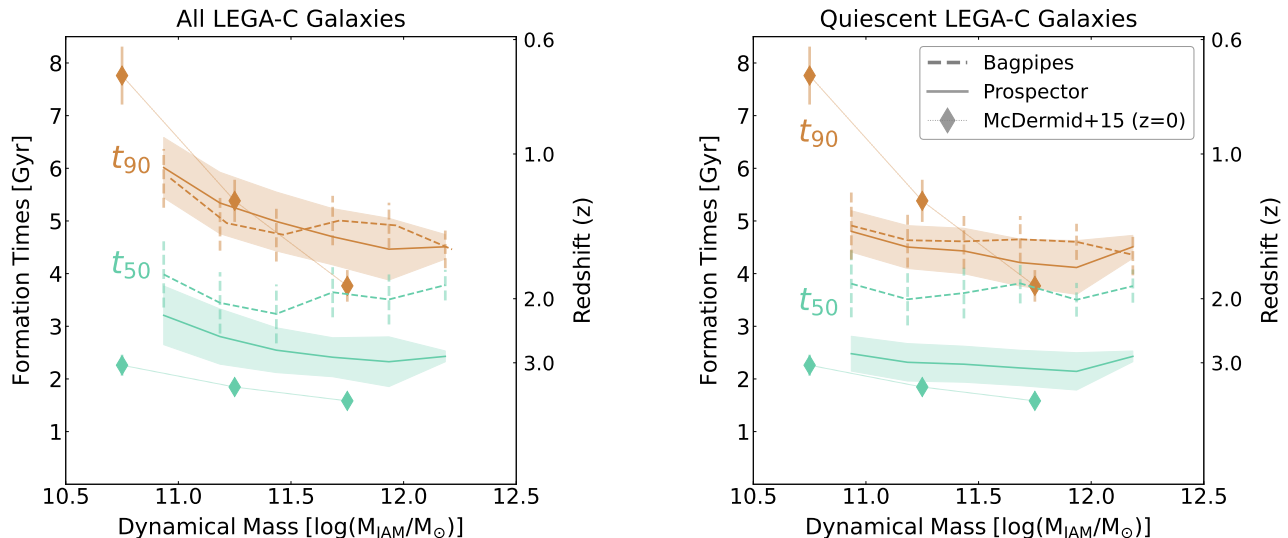 All LEGA-C Galaxies
Formation Times [Gyr]
8
7
6
5
4
3
2
1
t90
t50
0.6
1.0
2.0
3.0
Redshift (z)
10.5
11.0
11.5
12.0
12.5
Dynamical Mass [log(MJAM/M⊙)]
Quiescent LEGA-C Galaxies
Bagpipes
Prospector
McDermid+15 (z=0)
Formation Times [Gyr]
8
7
6
5
4
3
2
1
t90
t50
0.6
1.0
2.0
3.0
Redshift (z)
10.5
11.0
11.5
12.0
12.5
Dynamical Mass [log(MJAM/M⊙)]